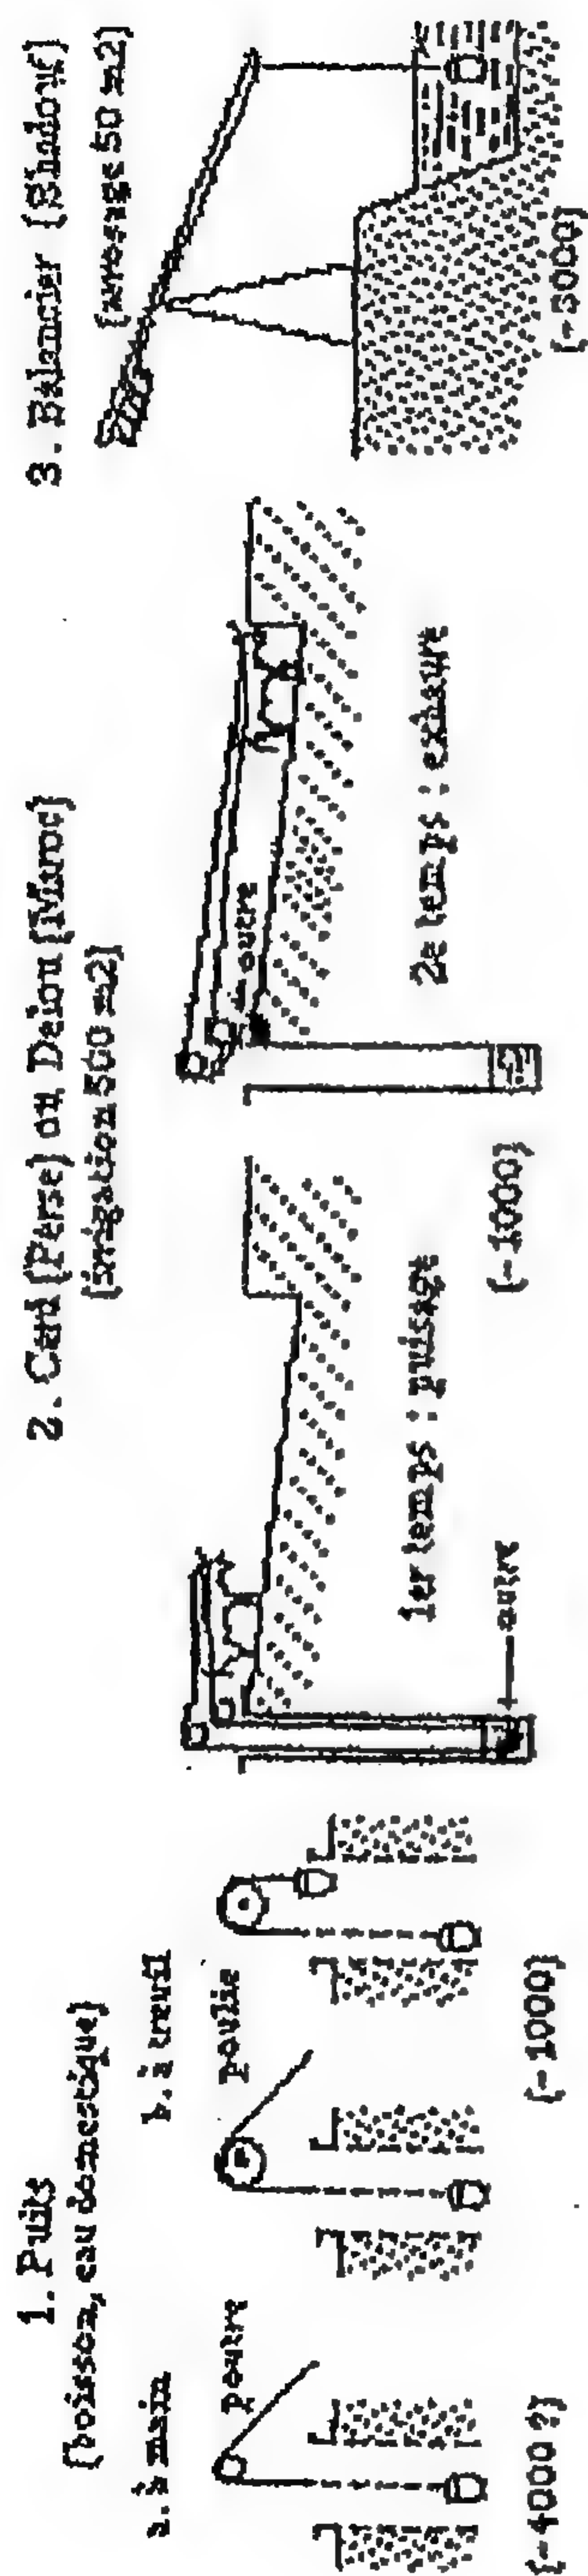 1. Puits
(boisson, eau domestique)
a. à main
poutre
(-4000 ?)
b. à treuil
poulie
(-1000)
2. Cerd (Perse) ou Delou (Maroc)
(irrigation 500 m2)
1er temps : puisage
outre
(-1000)
2e temps : exhaure
outre
3. Balancier (Shadouf)
(arrosage 50 m2)
(-5000)